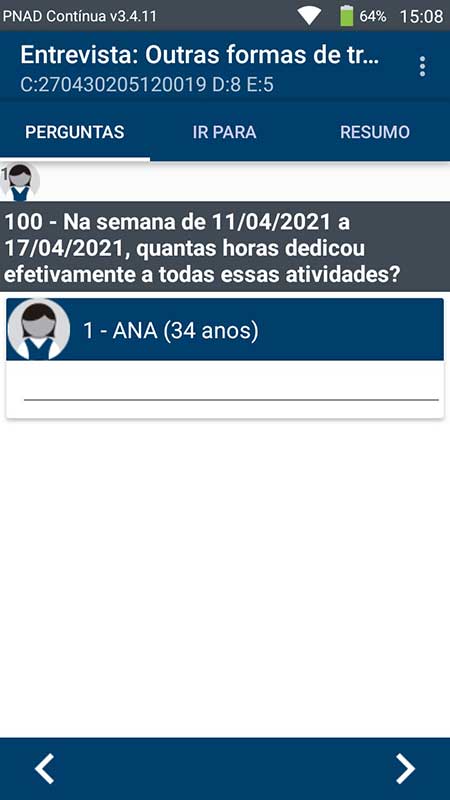 PNAD Contínua v3.4.11 64% 15:08
Entrevista: Outras formas de tr...
C:270430205120019 D:8 E:5
PERGUNTAS IR PARA RESUMO
1
100 - Na semana de 11/04/2021 a
17/04/2021, quantas horas dedicou
efetivamente a todas essas atividades?
1 - ANA (34 anos)